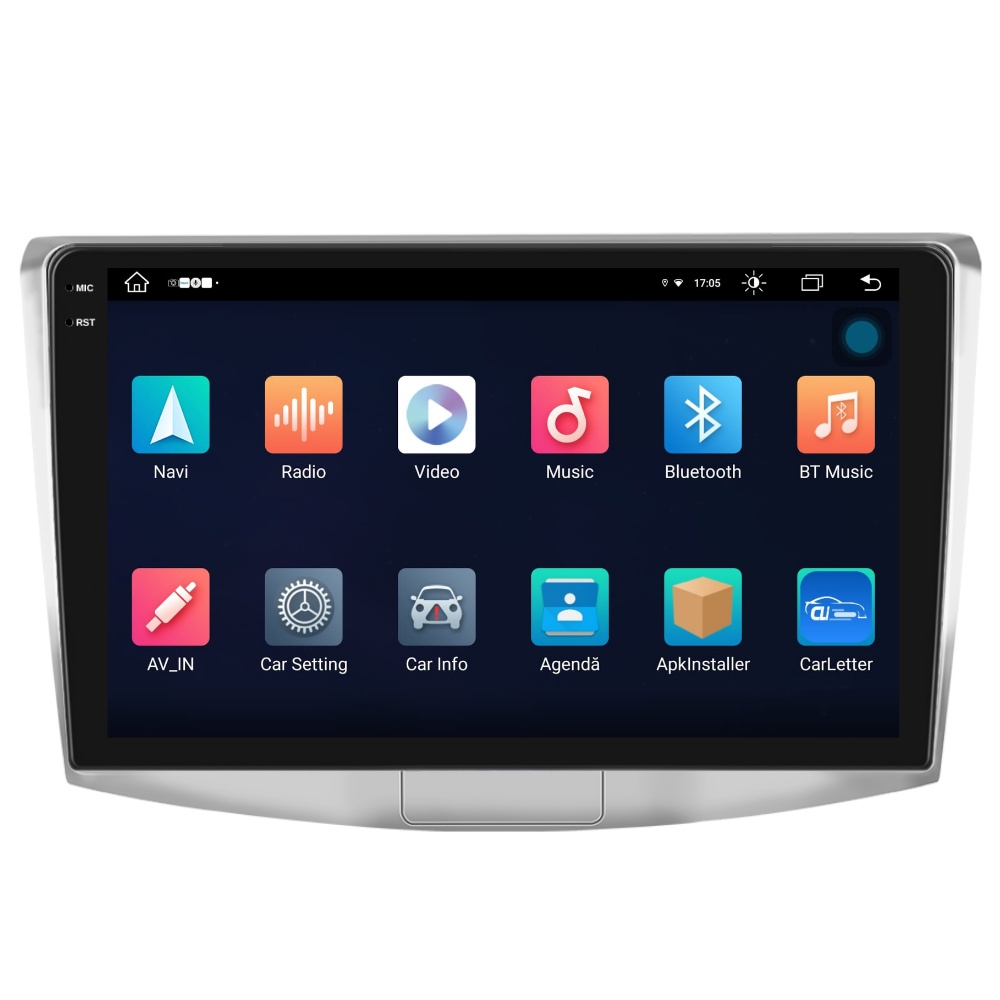 MIC
17:05
RST
Navi
Radio
Video
Music
Bluetooth
BT Music
AV_IN
Car Setting
Car Info
Agendă
ApkInstaller
CarLetter